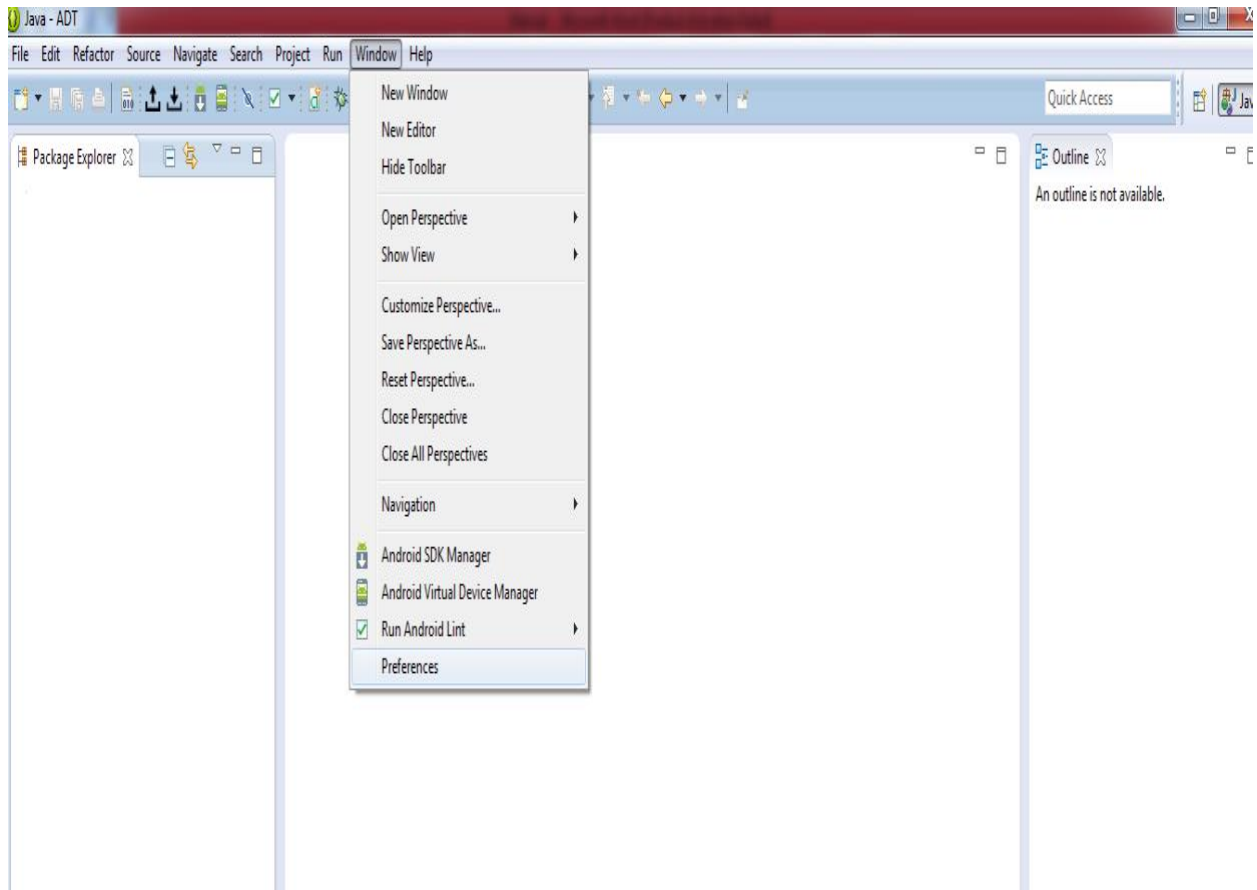 Java - ADT
File Edit Refactor Source Navigate Search Project Run Window Help
Quick Access
Jav
Package Explorer
Outline
An outline is not available.
New Window
New Editor
Hide Toolbar
Open Perspective
Show View
Customize Perspective...
Save Perspective As...
Reset Perspective...
Close Perspective
Close All Perspectives
Navigation
Android SDK Manager
Android Virtual Device Manager
Run Android Lint
Preferences